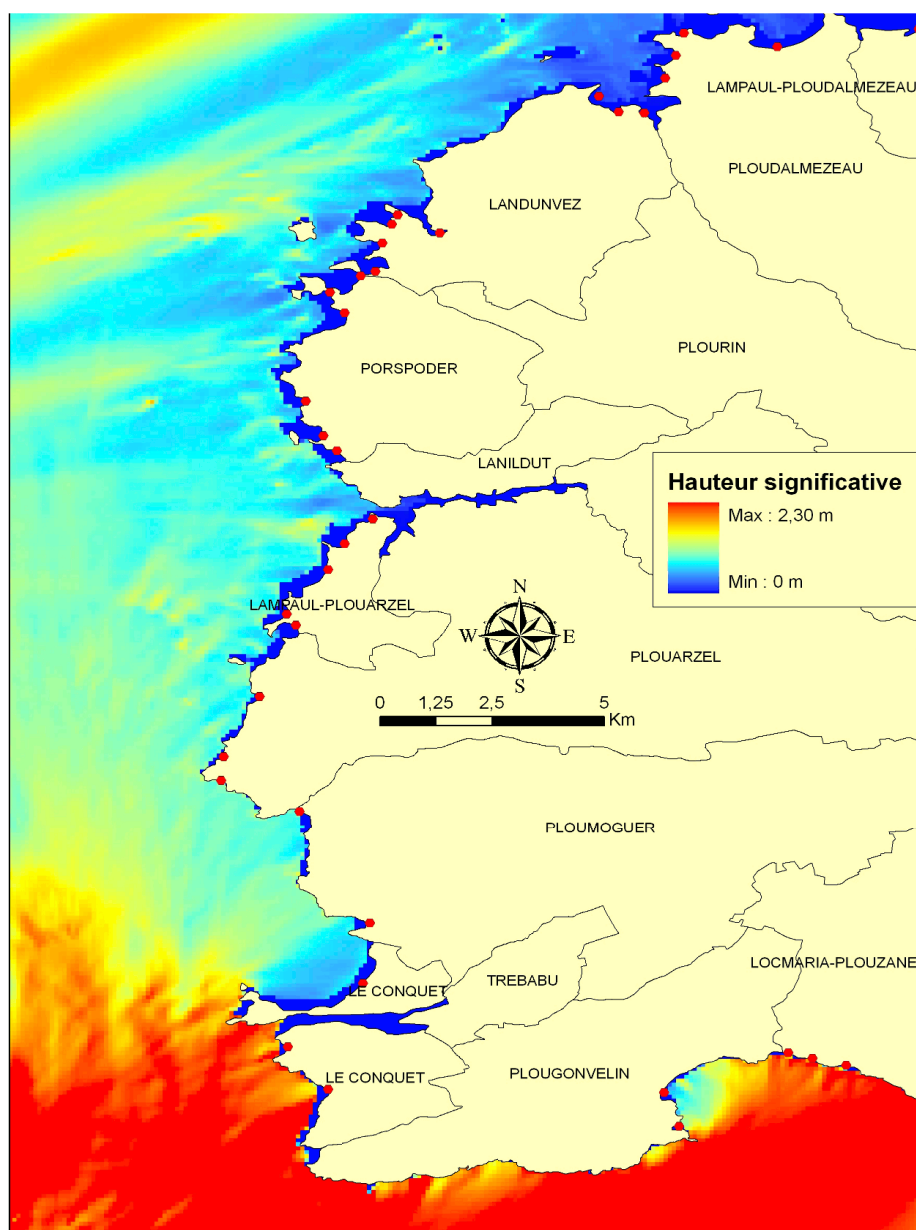 LAMPAUL-PLOUDALMEZEAU
PLOUDALMEZEAU
LANDUNVEZ
PLOURIN
PORSPODER
LANILDUT
Hauteur significative
Max : 2,30 m
Min : 0 m
LAMPAUL-PLOUARZEL
N
W E
S
PLOUARZEL
0 1,25 2,5 5
Km
PLOUMOGUER
LOCMARIA-PLOUZANE
TREBABU
LE CONQUET
LE CONQUET
PLOUGONVELIN